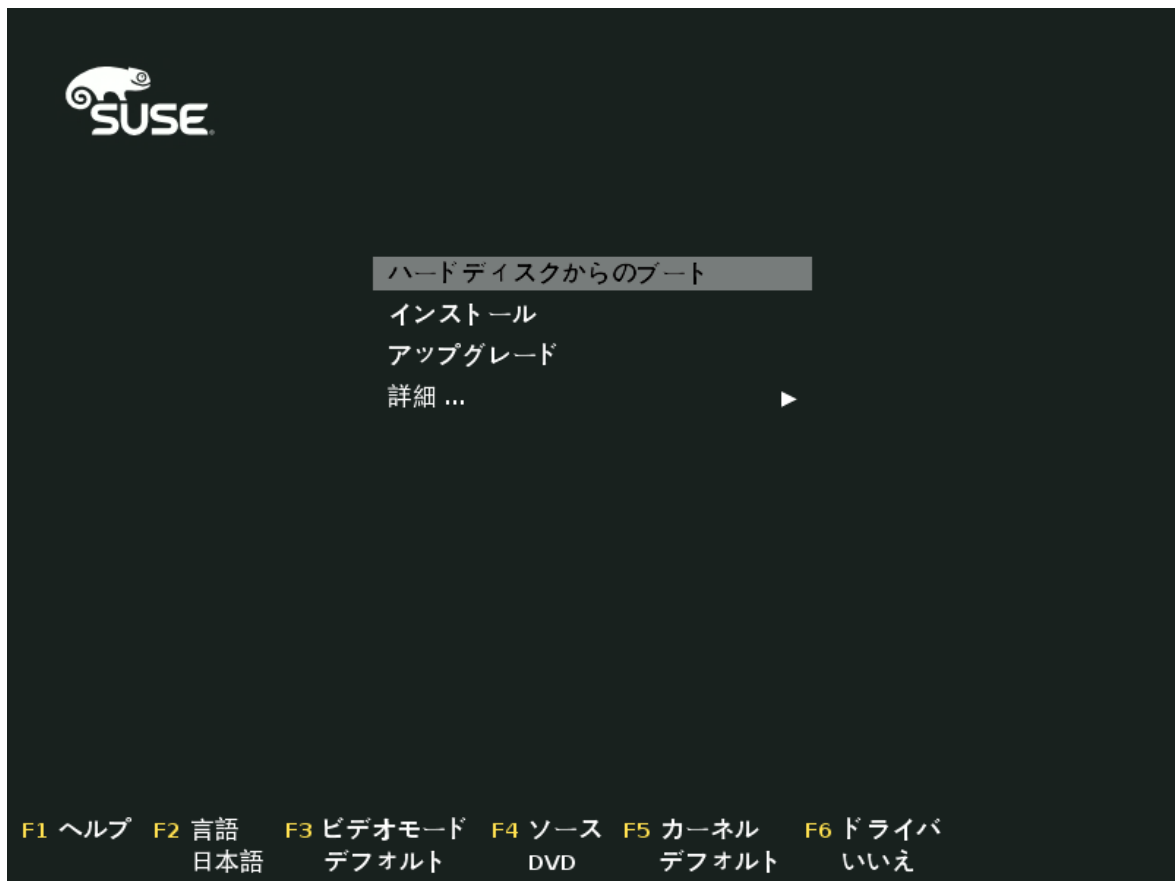 SUSE
ハードディスクからのブート
インストール
アップグレード
詳細 ...
F1 ヘルプ F2 言語 F3 ビデオモード F4 ソース F5 カーネル F6 ドライバ
日本語 デフォルト DVD デフォルト いいえ